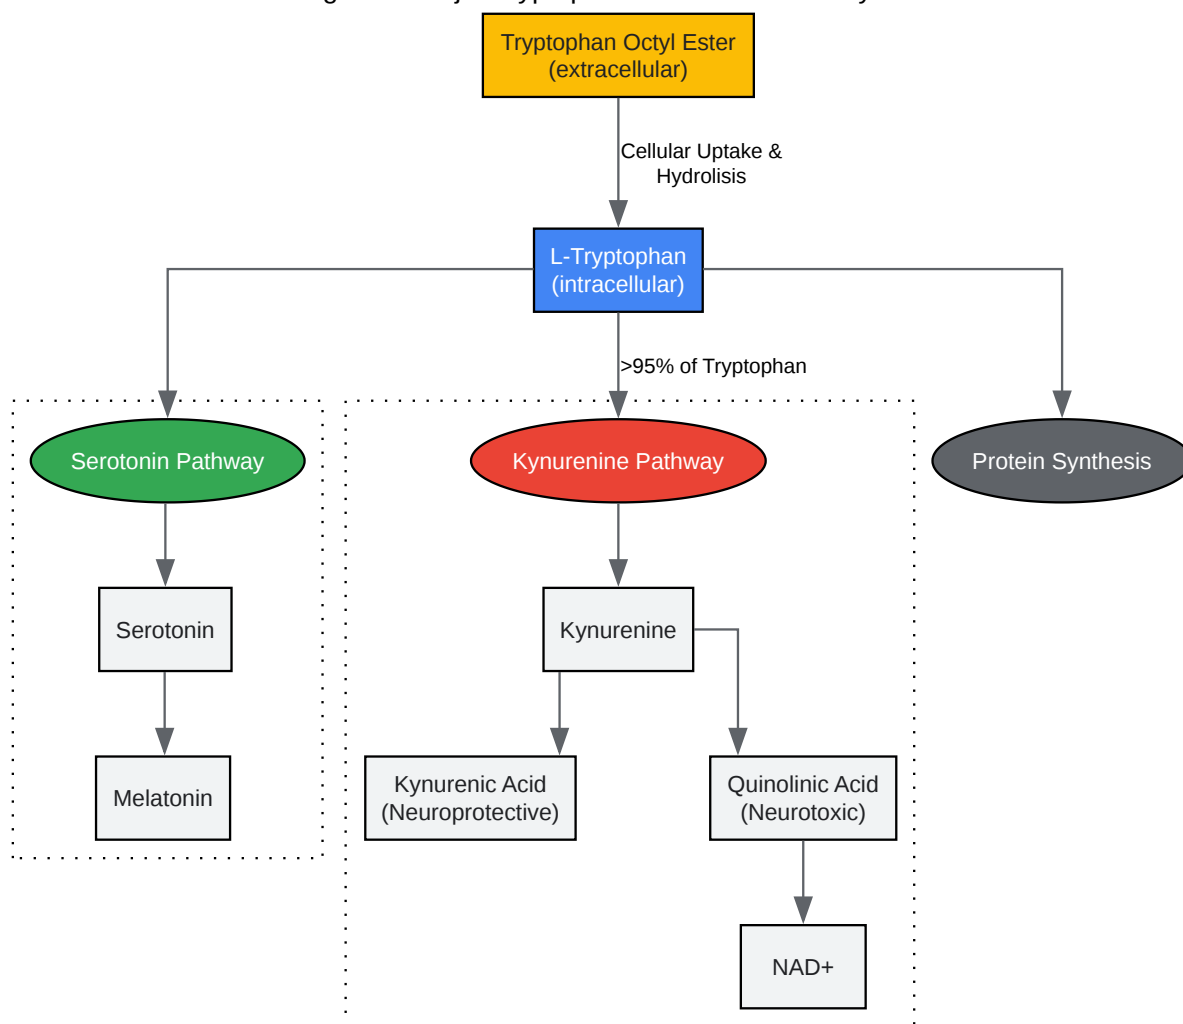 Tryptophan Octyl Ester
(extracellular)
Cellular Uptake &
Hydrolisis
L-Tryptophan
(intracellular)
>95% of Tryptophan
Serotonin Pathway
Kynurenine Pathway
Protein Synthesis
Serotonin
Kynurenine
Melatonin
Kynurenic Acid
(Neuroprotective)
Quinolinic Acid
(Neurotoxic)
NAD+